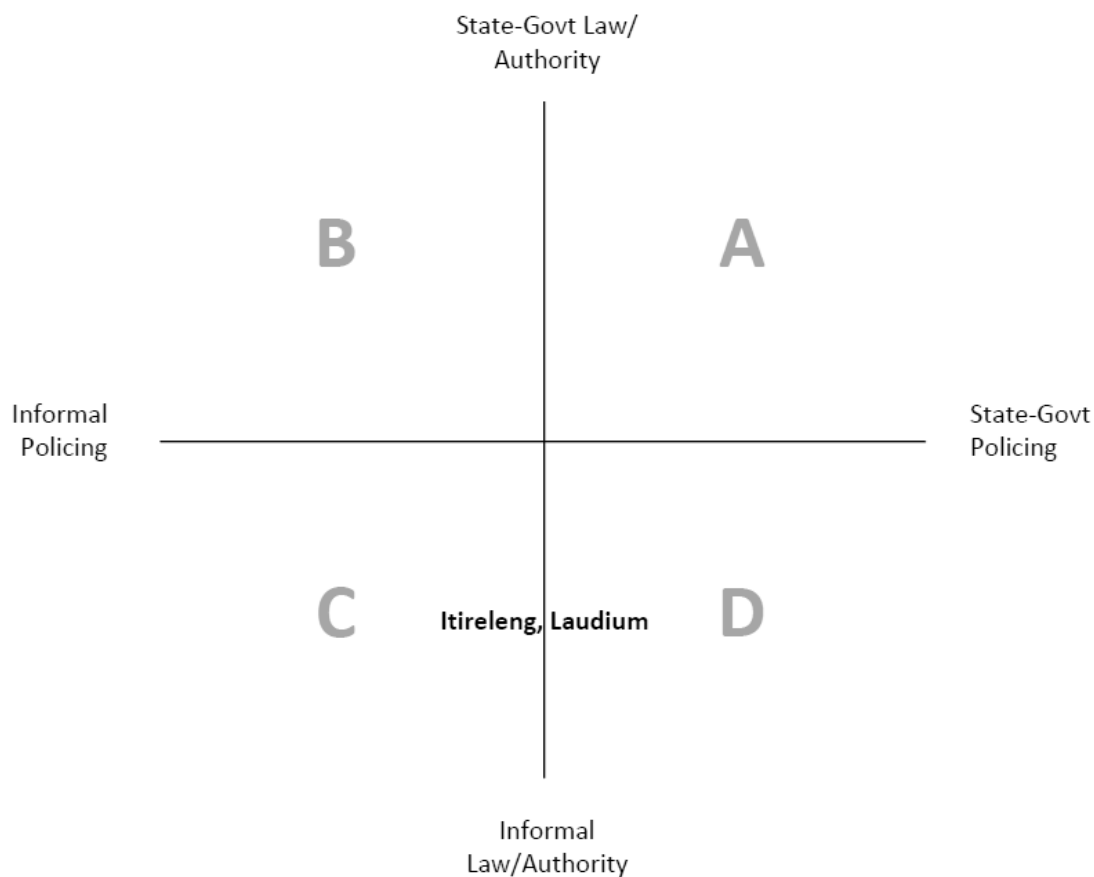 State-Govt Law/
Authority
B
A
Informal
Policing
State-Govt
Policing
C
Itireleng, Laudium
D
Informal
Law/Authority